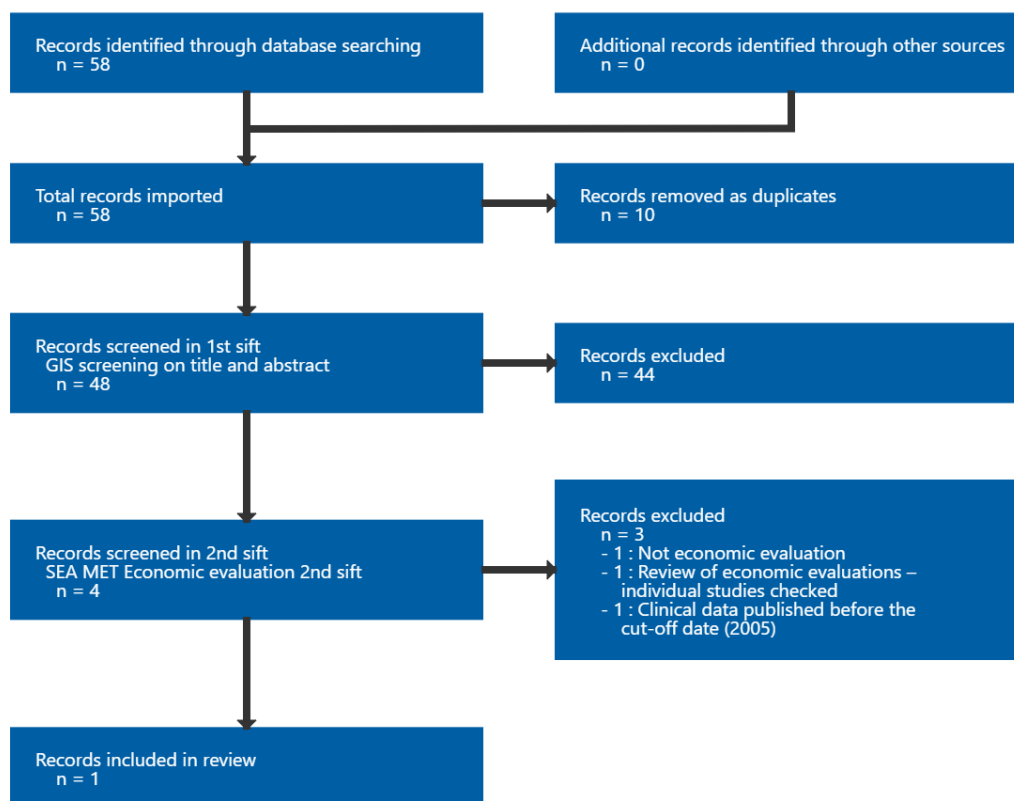 Records identified through database searching
n = 58
Additional records identified through other sources
n = 0
Total records imported
n = 58
Records removed as duplicates
n = 10
Records screened in 1st sift
GIS screening on title and abstract
n = 48
Records excluded
n = 44
Records screened in 2nd sift
SEA MET Economic evaluation 2nd sift
n = 4
Records excluded
n = 3
- 1 : Not economic evaluation
- 1 : Review of economic evaluations –
individual studies checked
- 1 : Clinical data published before the
cut-off date (2005)
Records included in review
n = 1